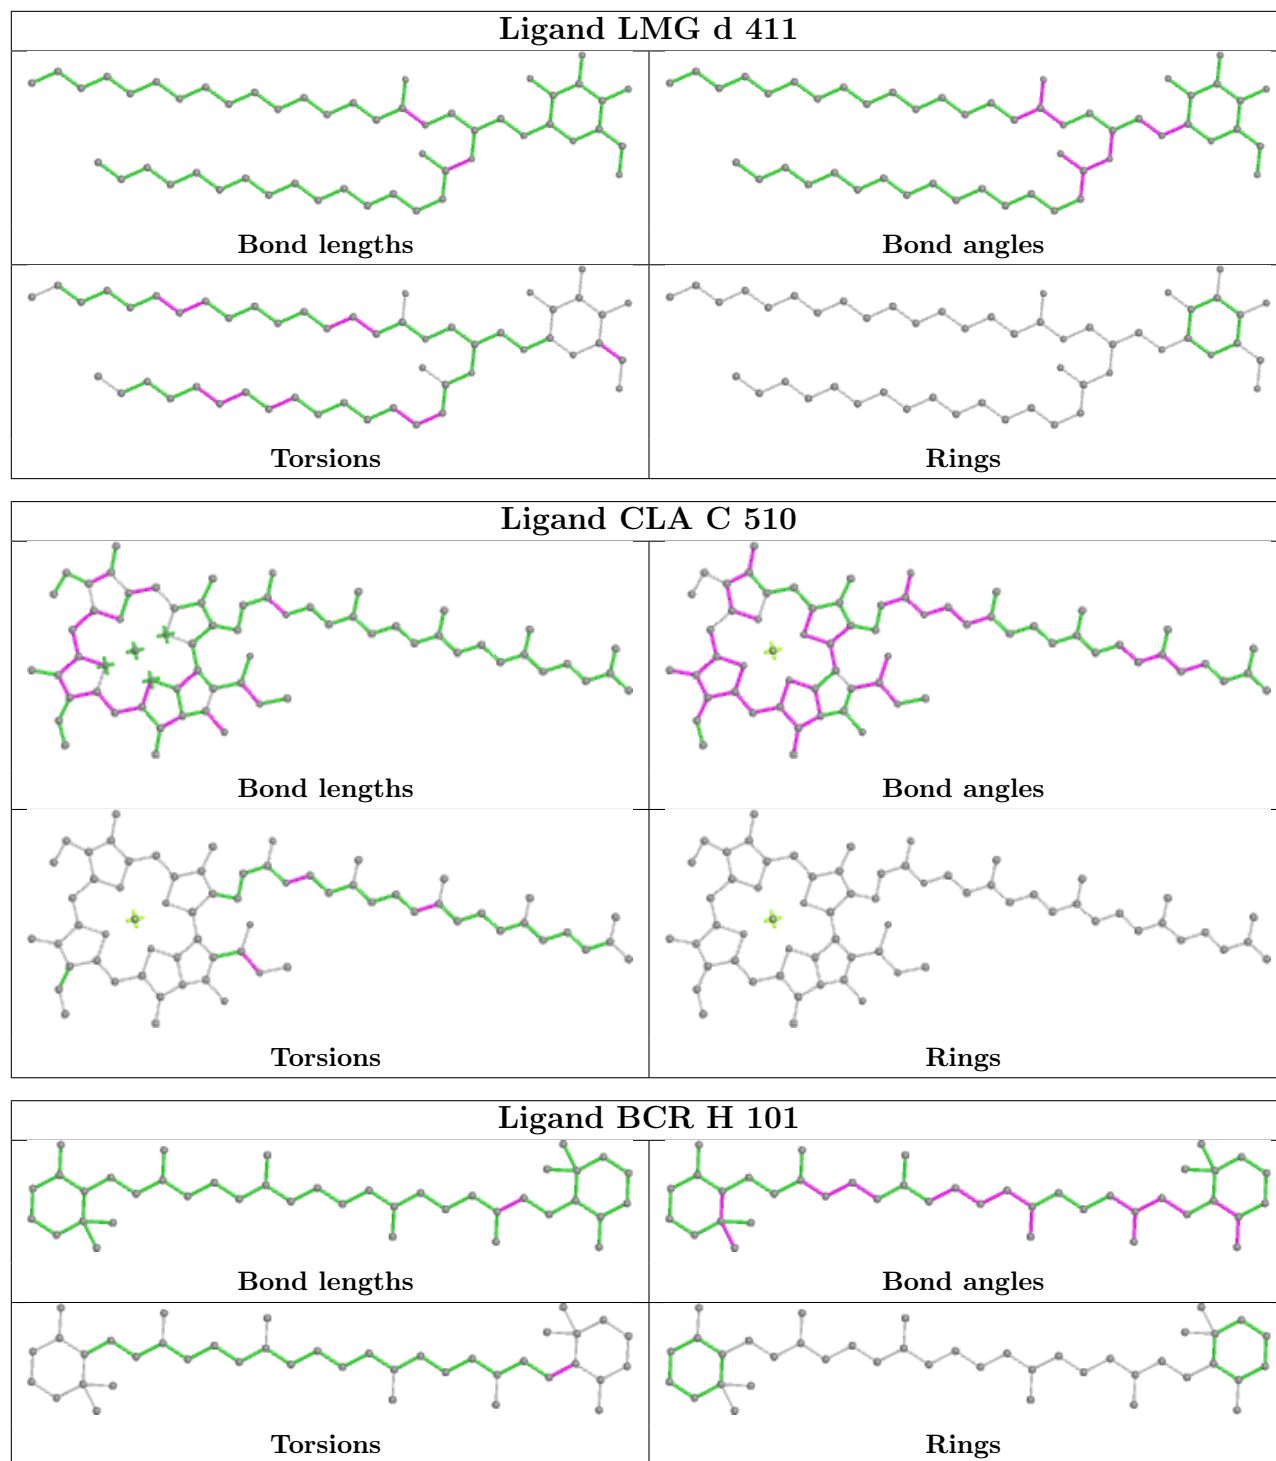 Ligand LMG d 411
Bond lengths
Bond angles
Torsions
Rings
Ligand CLA C 510
Bond lengths
Bond angles
Torsions
Rings
Ligand BCR H 101
Bond lengths
Bond angles
Torsions
Rings